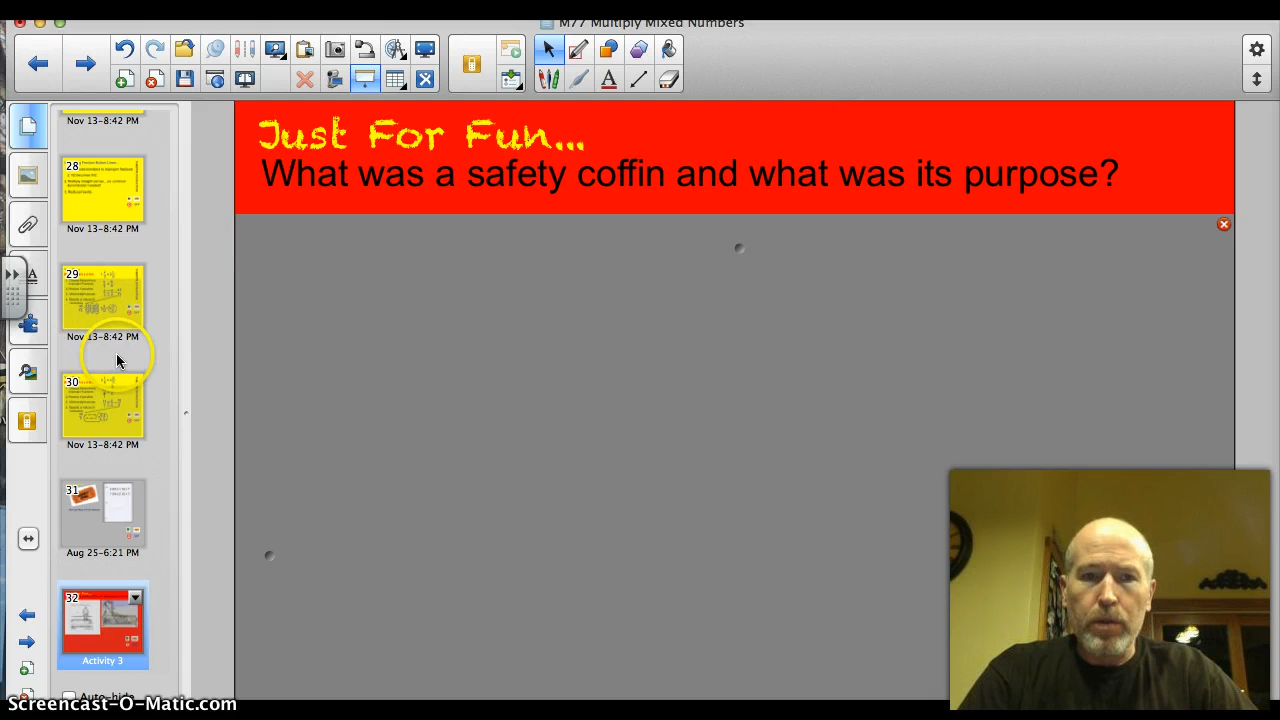 M77 Multiply Mixed Numbers
Just For Fun...
What was a safety coffin and what was its purpose?
Nov 13-8:42 PM
28
Nov 13-8:42 PM
29
Nov 13-8:42 PM
30
Nov 13-8:42 PM
31
Aug 25-6:21 PM
32
Activity 3
Auto-hide
Screencast-O-Matic.com